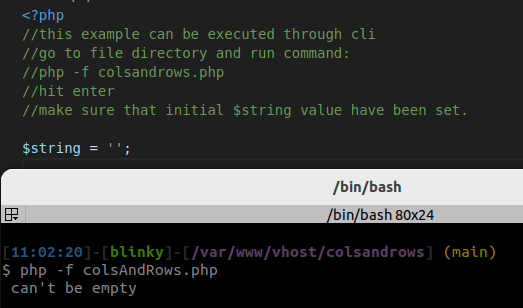 <?php
//this example can be executed through cli
//go to file directory and run command:
//php -f colsandrows.php
//hit enter
//make sure that initial $string value have been set.
$string = '';
/bin/bash
/bin/bash 80x24
[11:02:20]-[blinky]-[/var/www/vhost/colsandrows] (main)
$ php -f colsAndRows.php
can't be empty